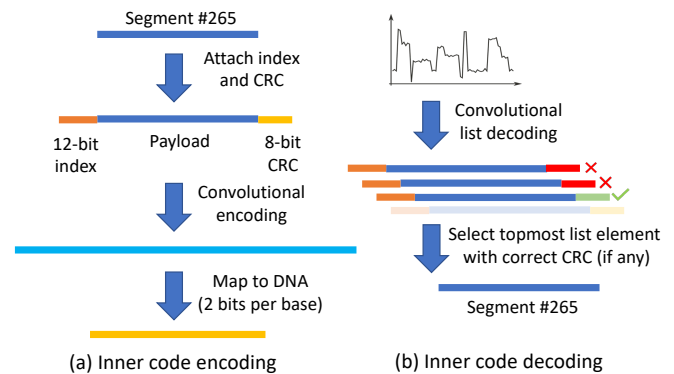 Segment #265
Attach index
and CRC
12-bit
index
Payload
8-bit
CRC
Convolutional
encoding
Map to DNA
(2 bits per base)
(a) Inner code encoding
Convolutional
list decoding
Select topmost list element
with correct CRC (if any)
Segment #265
(b) Inner code decoding